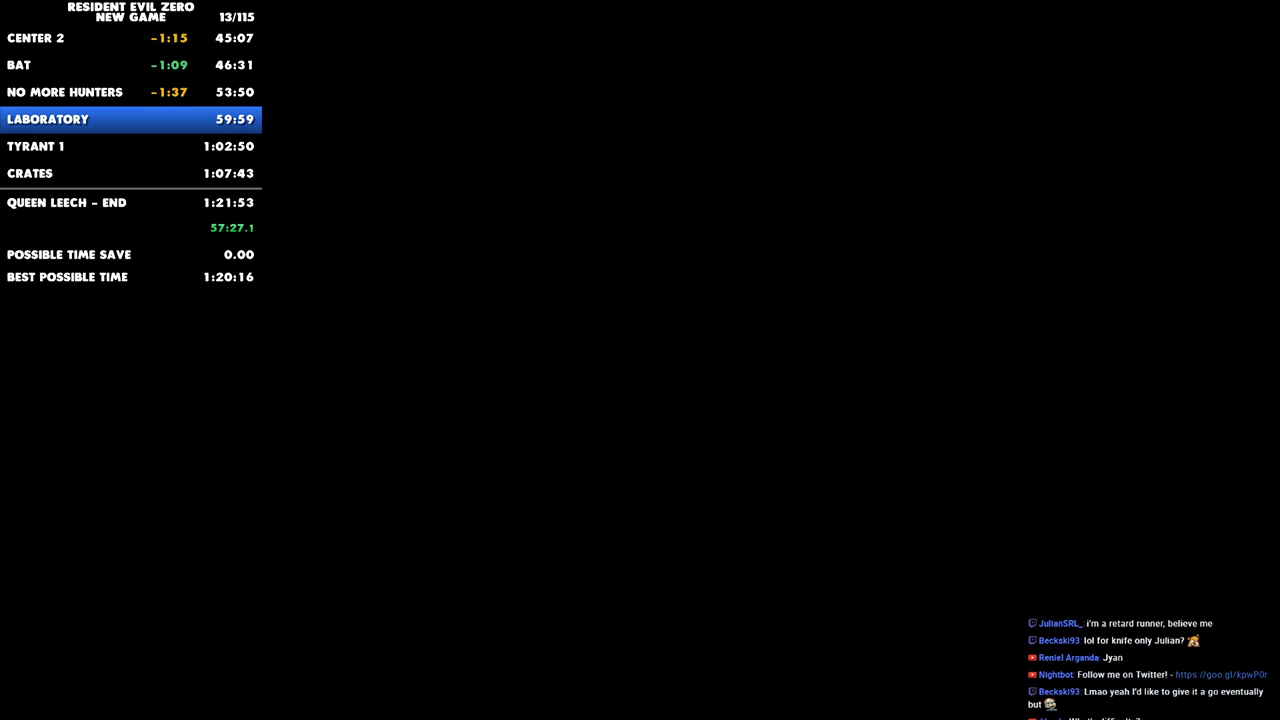 RESIDENT EVIL ZERO
NEW GAME 13/115
CENTER 2 -1:15 45:07
BAT -1:09 46:31
NO MORE HUNTERS -1:37 53:50
LABORATORY 59:59
TYRANT 1 1:02:50
CRATES 1:07:43
QUEEN LEECH - END 1:21:53
57:27.1
POSSIBLE TIME SAVE 0.00
BEST POSSIBLE TIME 1:20:16
JulianSRL_: i'm a retard runner, believe me
Beckski93: lol for knife only Julian?
Reniel Arganda: Jyan
Nightbot: Follow me on Twitter! - https://goo.gl/kpwP0r
Beckski93: Lmao yeah I'd like to give it a go eventually
but